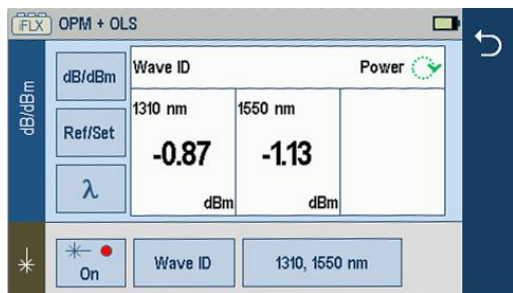 iFLX OPM + OLS
dB/dBm
dB/dBm
Wave ID
Power
Ref/Set
λ
1310 nm
-0.87
dBm
1550 nm
-1.13
dBm
On
Wave ID
1310, 1550 nm